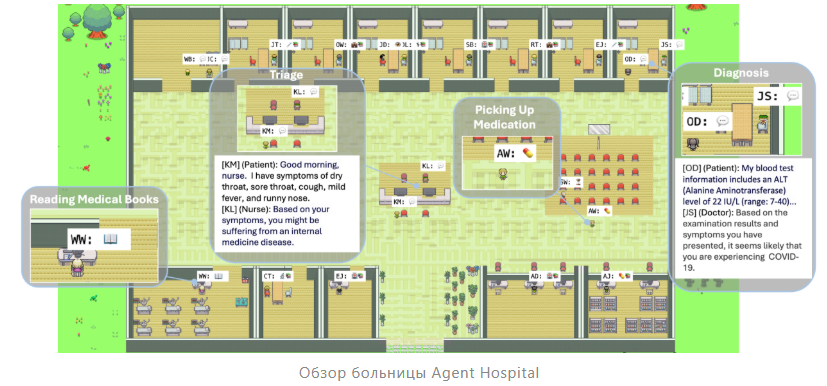 WB:
JC:
JT:
OW:
JD:
OL:
SB:
RT:
EJ:
JS:
OD:
Triage
KL:
KM:
[KM] (Patient): Good morning,
nurse. I have symptoms of dry
throat, sore throat, cough, mild
fever, and runny nose.
[KL] (Nurse): Based on your
symptoms, you might be
suffering from an internal
medicine disease.
Picking Up
Medication
AW:
Diagnosis
JS:
OD:
[OD] (Patient): My blood test
information includes an ALT
(Alanine Aminotransferase)
level of 22 IU/L (range: 7-40)...
[JS] (Doctor): Based on the
examination results and
symptoms you have
presented, it seems likely that
you are experiencing COVID-
19.
KL:
KM:
AW:
Reading Medical Books
WW:
WW:
CT:
EJ:
AD:
AJ:
Обзор больницы Agent Hospital